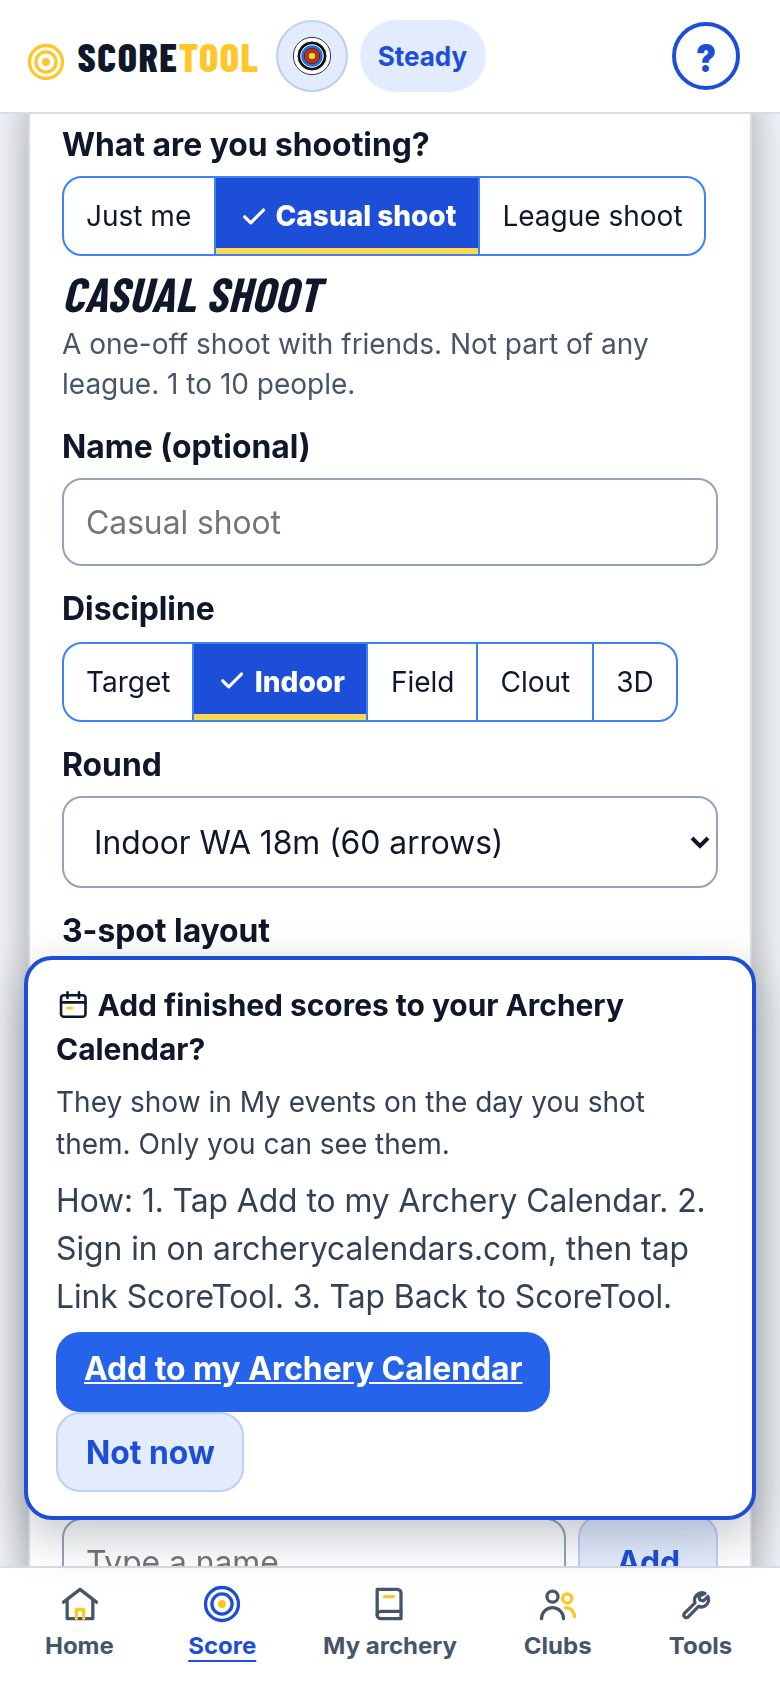 SCORETOOL
Steady
?
What are you shooting?
Just me
Casual shoot
League shoot
CASUAL SHOOT
A one-off shoot with friends. Not part of any
league. 1 to 10 people.
Name (optional)
Casual shoot
Discipline
Target
Indoor
Field
Clout
3D
Round
Indoor WA 18m (60 arrows)
3-spot layout
Add finished scores to your Archery
Calendar?
They show in My events on the day you shot
them. Only you can see them.
How: 1. Tap Add to my Archery Calendar. 2.
Sign in on archerycalendars.com, then tap
Link ScoreTool. 3. Tap Back to ScoreTool.
Add to my Archery Calendar
Not now
Type a name
Add
Home
Score
My archery
Clubs
Tools